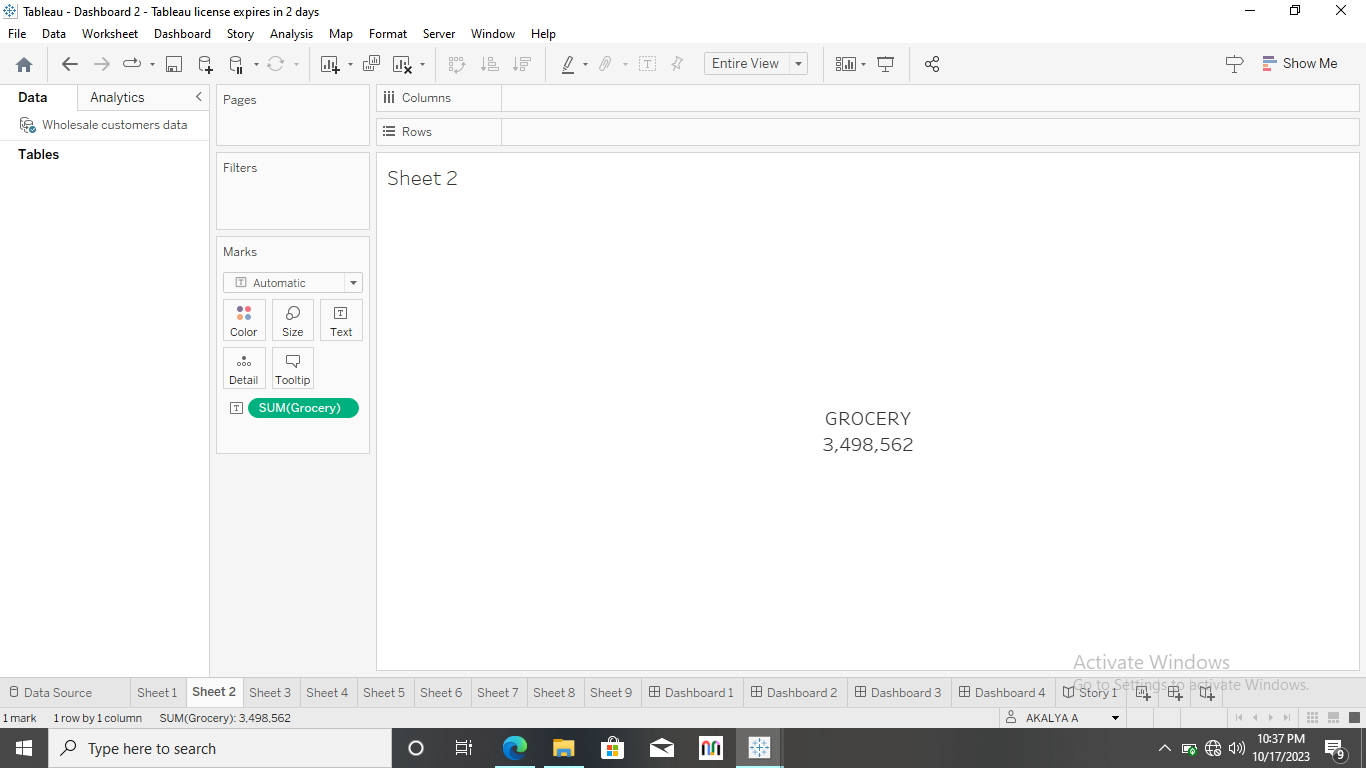 Tableau - Dashboard 2 - Tableau license expires in 2 days
File Data Worksheet Dashboard Story Analysis Map Format Server Window Help
Entire View
Show Me
Data Analytics
Wholesale customers data
Tables
Pages
Filters
Marks
Automatic
Color Size Text
Detail Tooltip
SUM(Grocery)
Columns
Rows
Sheet 2
GROCERY
3,498,562
Activate Windows
Go to Settings to activate Windows.
Data Source Sheet 1 Sheet 2 Sheet 3 Sheet 4 Sheet 5 Sheet 6 Sheet 7 Sheet 8 Sheet 9 Dashboard 1 Dashboard 2 Dashboard 3 Dashboard 4 Story 1
1 mark 1 row by 1 column SUM(Grocery): 3,498,562 AKALYA A
Type here to search
10:37 PM
10/17/2023
9